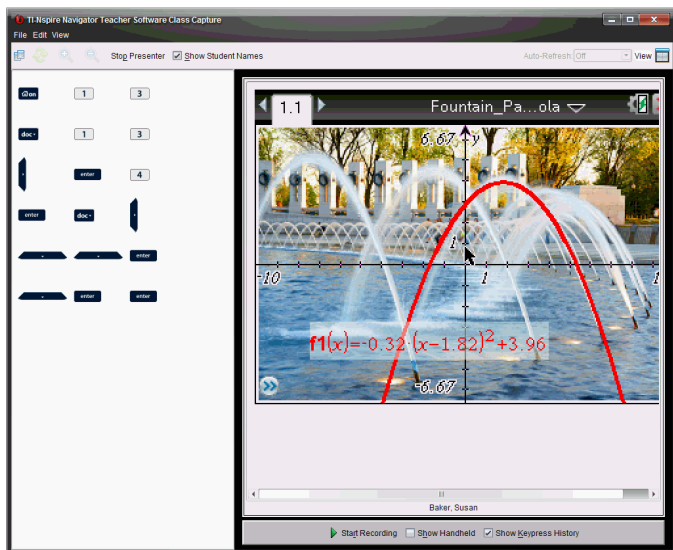 TI-Nspire Navigator Teacher Software Class Capture
File Edit View
Stop Presenter Show Student Names Auto-Refresh: Off View
on 1 3
doc 1 3
enter 4
enter doc
enter
enter enter
1.1 Fountain_Pa...ola
6.67 y
1
-10 1 1
f1(x)=-0.32·(x-1.82)²+3.96
-6.67
Baker, Susan
Start Recording Show Handheld Show Keypress History